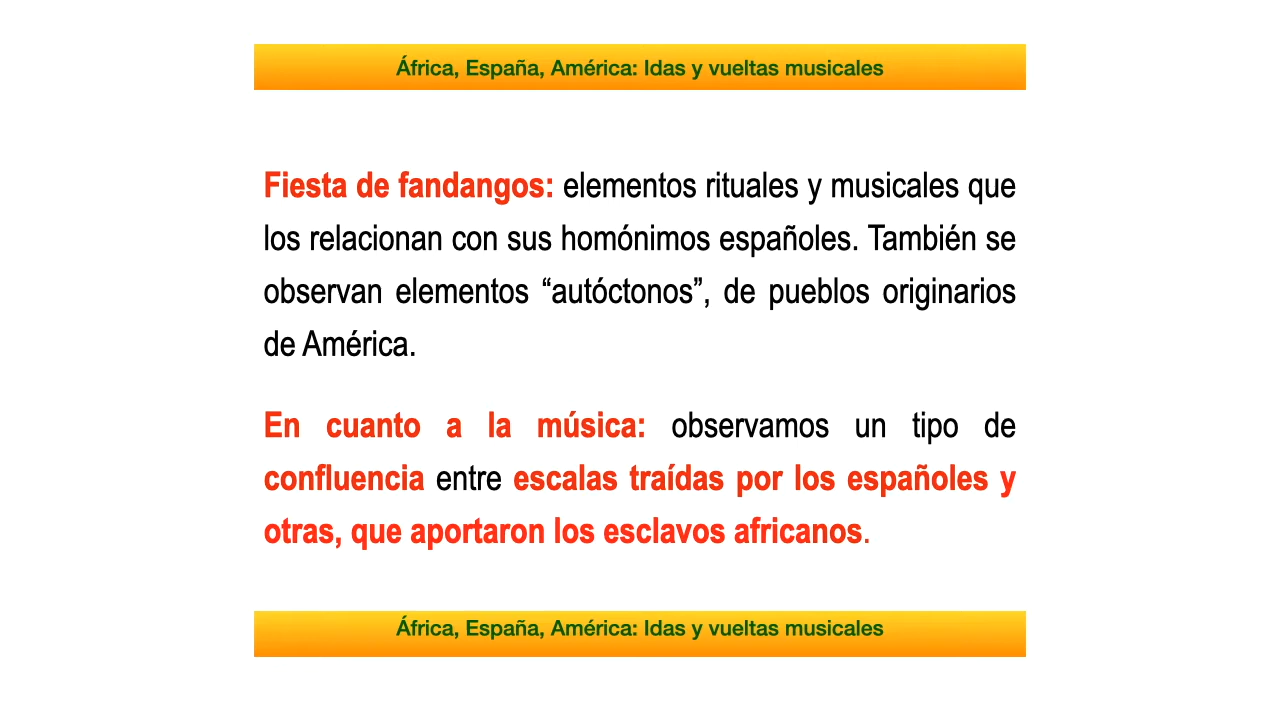 África, España, América: Idas y vueltas musicales
Fiesta de fandangos: elementos rituales y musicales que
los relacionan con sus homónimos españoles. También se
observan elementos “autóctonos”, de pueblos originarios
de América.
En cuanto a la música: observamos un tipo de
confluencia entre escalas traídas por los españoles y
otras, que aportaron los esclavos africanos.
África, España, América: Idas y vueltas musicales